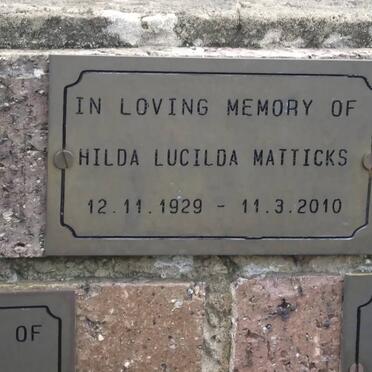 IN LOVING MEMORY OF
HILDA LUCILDA MATTICKS
12.11.1929 - 11.3.2010
OF